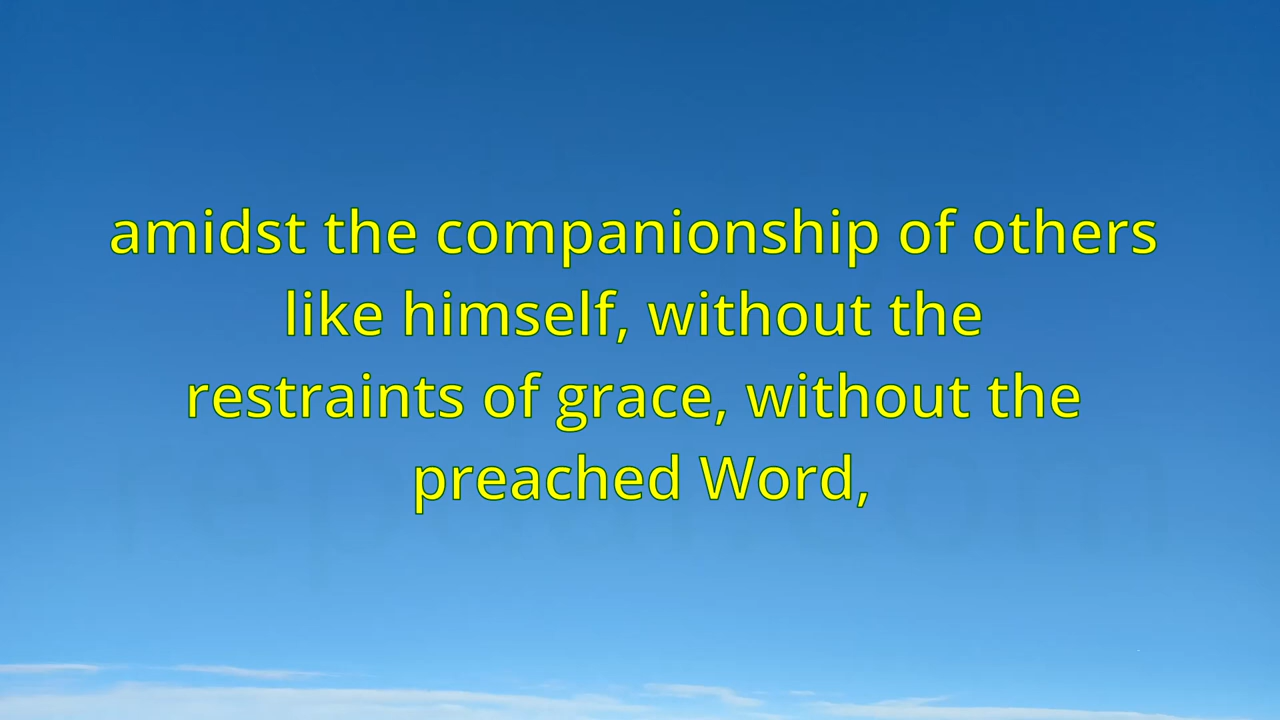 amidst the companionship of others
like himself, without the
restraints of grace, without the
preached Word,